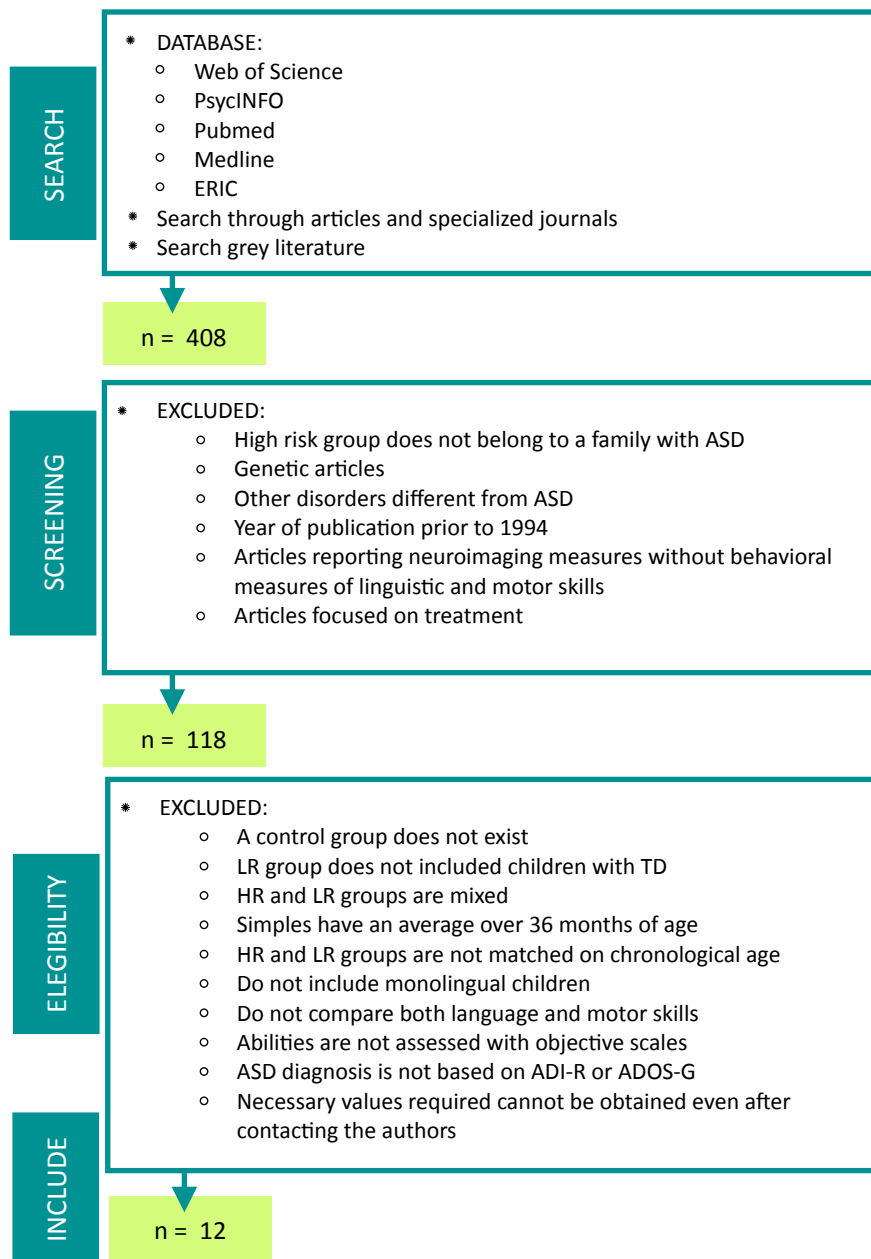 SEARCH
* DATABASE:
○ Web of Science
○ PsycINFO
○ Pubmed
○ Medline
○ ERIC
* Search through articles and specialized journals
* Search grey literature
n = 408
SCREENING
* EXCLUDED:
○ High risk group does not belong to a family with ASD
○ Genetic articles
○ Other disorders different from ASD
○ Year of publication prior to 1994
○ Articles reporting neuroimaging measures without behavioral
measures of linguistic and motor skills
○ Articles focused on treatment
n = 118
ELEGIBILITY
* EXCLUDED:
○ A control group does not exist
○ LR group does not included children with TD
○ HR and LR groups are mixed
○ Simples have an average over 36 months of age
○ HR and LR groups are not matched on chronological age
○ Do not include monolingual children
○ Do not compare both language and motor skills
○ Abilities are not assessed with objective scales
○ ASD diagnosis is not based on ADI-R or ADOS-G
○ Necessary values required cannot be obtained even after
contacting the authors
INCLUDE
n = 12